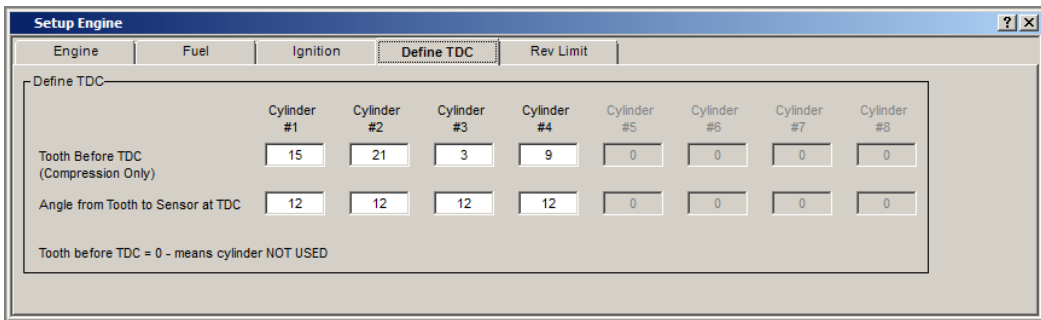 Setup Engine ? ×
Engine Fuel Ignition Define TDC Rev Limit
Define TDC
Cylinder Cylinder Cylinder Cylinder Cylinder Cylinder Cylinder Cylinder
#1 #2 #3 #4 #5 #6 #7 #8
Tooth Before TDC 15 21 3 9 0 0 0 0
(Compression Only)
Angle from Tooth to Sensor at TDC 12 12 12 12 0 0 0 0
Tooth before TDC = 0 - means cylinder NOT USED